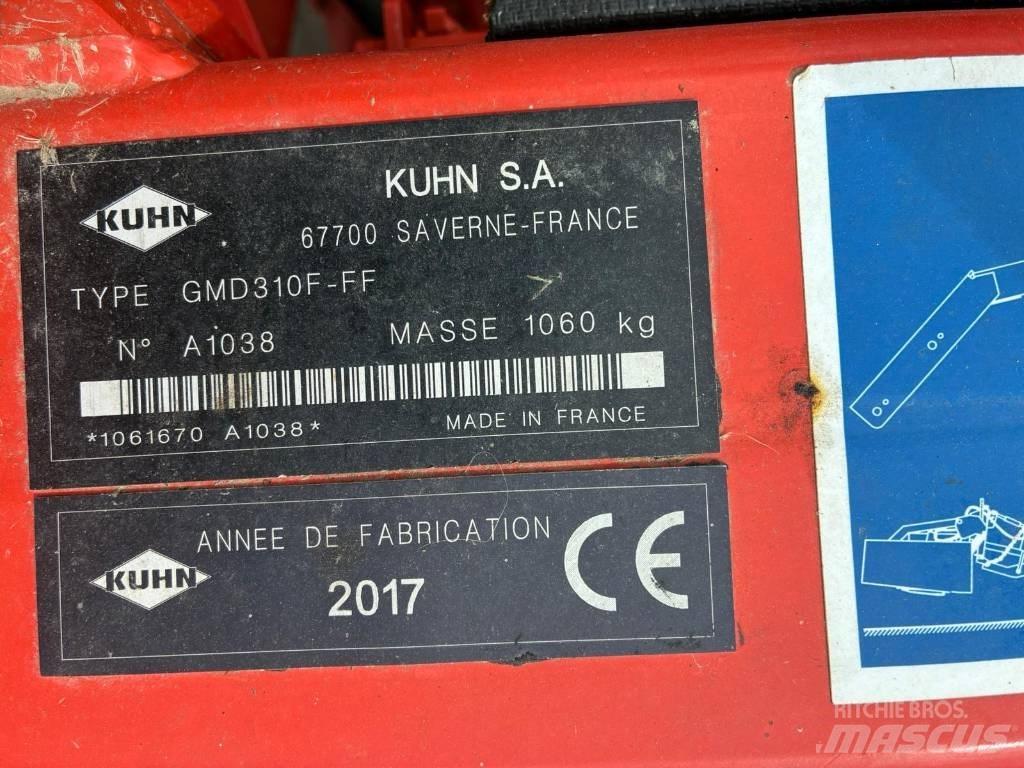 KUHN
KUHN S.A.
67700 SAVERNE-FRANCE
TYPE GMD310F-FF
N° A1038 MASSE 1060 kg
*1061670 A1038* MADE IN FRANCE
KUHN
ANNEE DE FABRICATION
2017
CE
RITCHIE BROS.
MASCUS